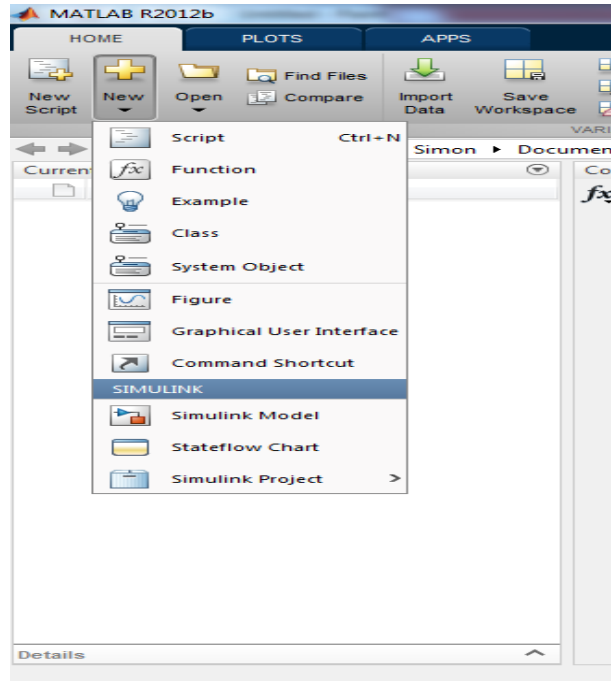 MATLAB R2012b
HOME PLOTS APPS
New Script
New
Open
Find Files
Compare
Import Data
Save Workspace
Simon Documen
Script Ctrl+N
Function
Example
Class
System Object
Figure
Graphical User Interface
Command Shortcut
SIMULINK
Simulink Model
Stateflow Chart
Simulink Project
VARI
Curren
Co
fx
Details